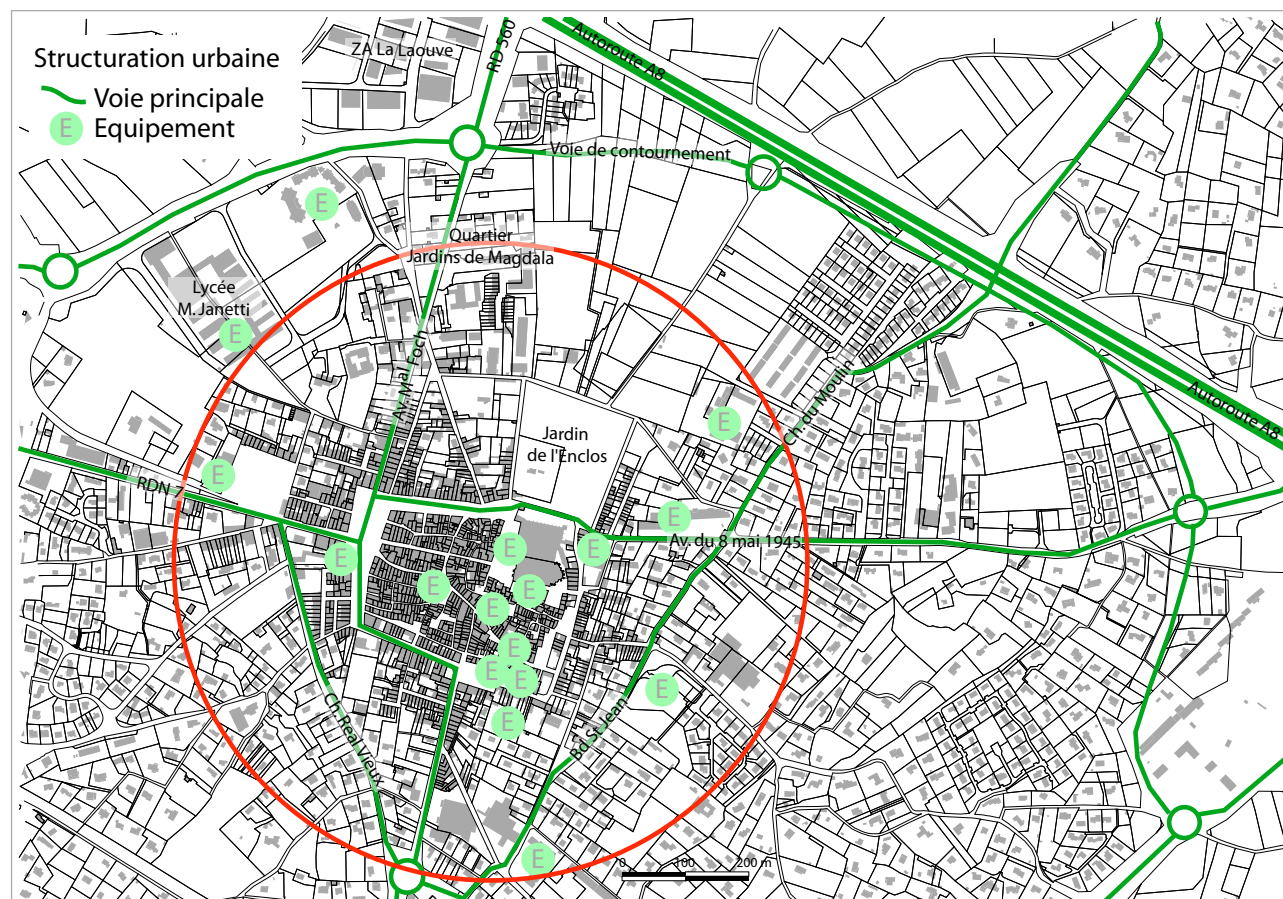 Structuration urbaine
Voie principale
E Equipement
ZA La Laouve
RD 560
Autoroute A8
Voie de contournement
E
Quartier
Jardins de Magdala
Lycée
M. Janetti
E
Av. Mal Foch
Ch. du Moulin
Autoroute A8
E
Jardin
de l'Enclos
E
RDN 7
E
Av. du 8 mai 1945
E
E
E
E
E
E
E
E
E
E
E
E
Ch. Réal Vieux
Bd St Jean
E
0 100 200 m